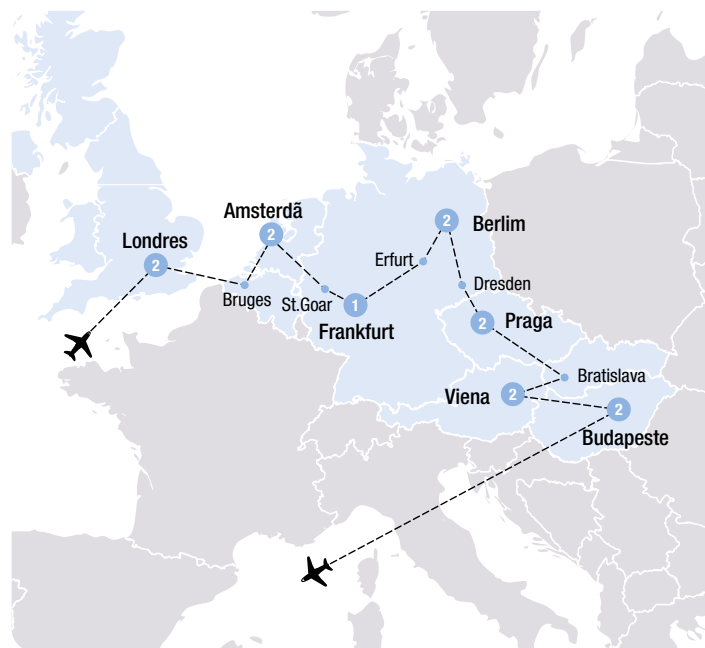 Amsterdã
2
2
Berlim
Londres
2
Erfurt
Dresden
Bruges
St.Goar
1
Frankfurt
2
Praga
Bratislava
Viena
2
2
Budapeste